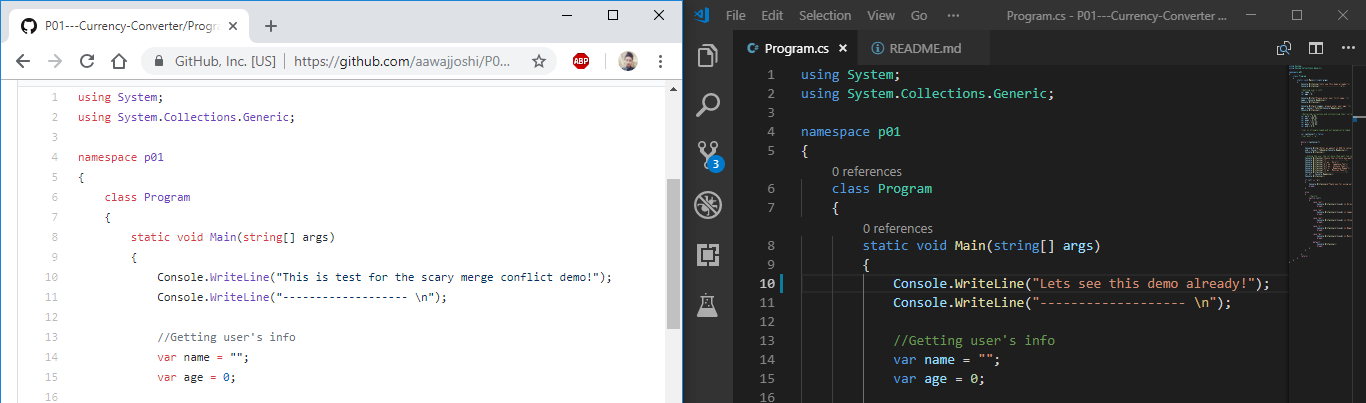 P01---Currency-Converter/Progra
GitHub, Inc. [US] | https://github.com/aawajjoshi/P0...
ABP
1 using System;
2 using System.Collections.Generic;
3
4 namespace p01
5 {
6 class Program
7 {
8 static void Main(string[] args)
9 {
10 Console.WriteLine("This is test for the scary merge conflict demo!");
11 Console.WriteLine("------------------- \n");
12
13 //Getting user's info
14 var name = "";
15 var age = 0;
16
File Edit Selection View Go ··· Program.cs - P01---Currency-Converter ...
Program.cs README.md
3
1 using System;
2 using System.Collections.Generic;
3
4 namespace p01
5 {
0 references
6 class Program
7 {
0 references
8 static void Main(string[] args)
9 {
10 Console.WriteLine("Lets see this demo already!");
11 Console.WriteLine("------------------- \n");
12
13 //Getting user's info
14 var name = "";
15 var age = 0;
16